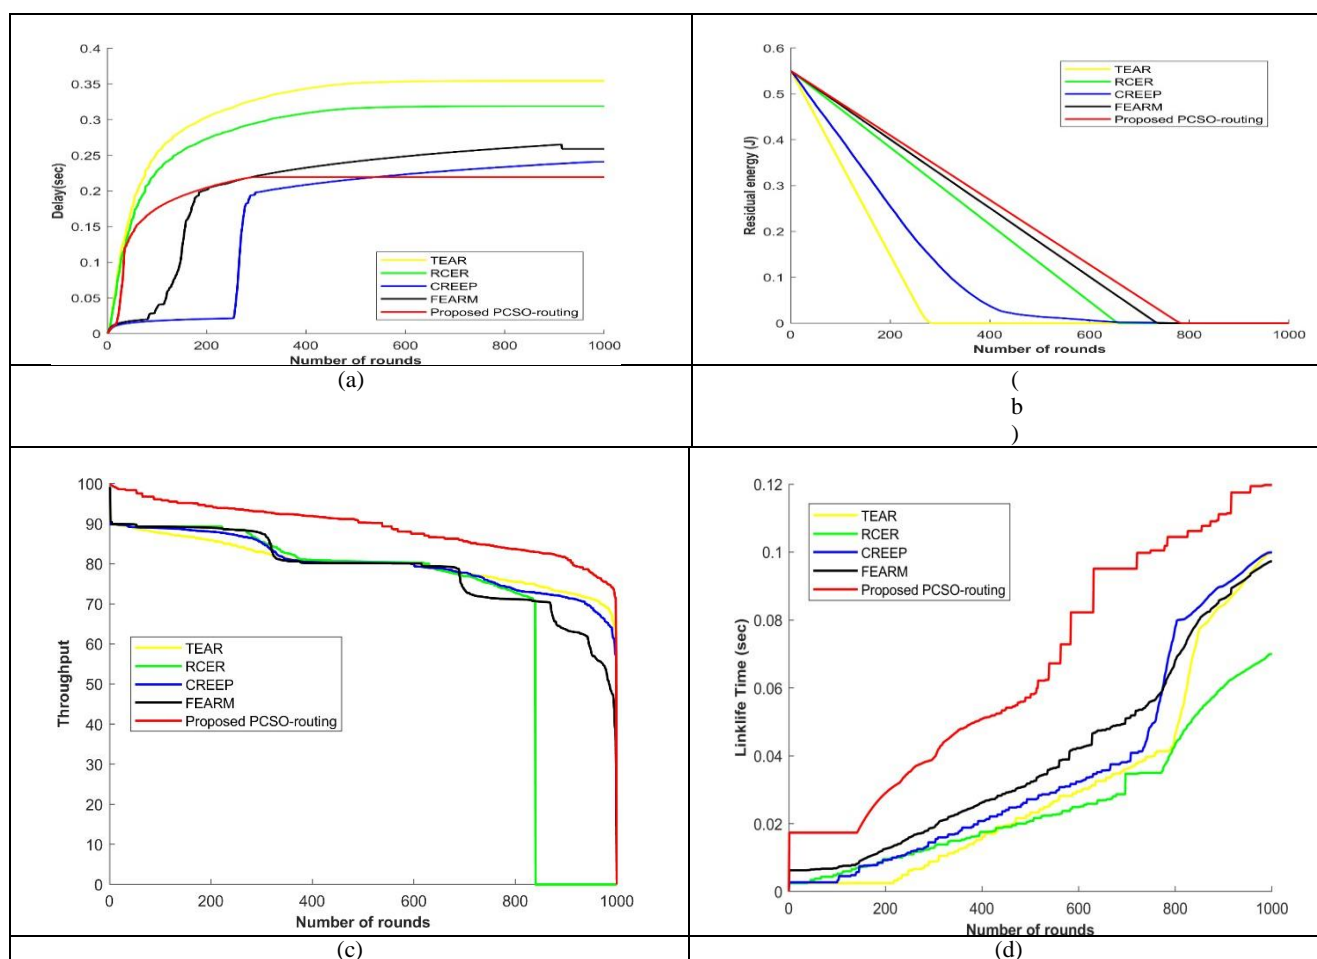 0.4
0.35
0.3
0.25
0.2
0.15
0.1
0.05
0
Delay(sec)
TEAR
RCER
CREEP
FEARM
Proposed PCSO-routing
0 200 400 600 800 1000
Number of rounds
(a)
0.6
0.5
0.4
0.3
0.2
0.1
0
Residual energy (J)
TEAR
RCER
CREEP
FEARM
Proposed PCSO-routing
0 200 400 600 800 1000
Number of rounds
(
b
)
100
90
80
70
60
50
40
30
20
10
0
Throughput
TEAR
RCER
CREEP
FEARM
Proposed PCSO-routing
0 200 400 600 800 1000
Number of rounds
(c)
0.12
0.1
0.08
0.06
0.04
0.02
0
Linklife Time (sec)
TEAR
RCER
CREEP
FEARM
Proposed PCSO-routing
0 200 400 600 800 1000
Number of rounds
(d)